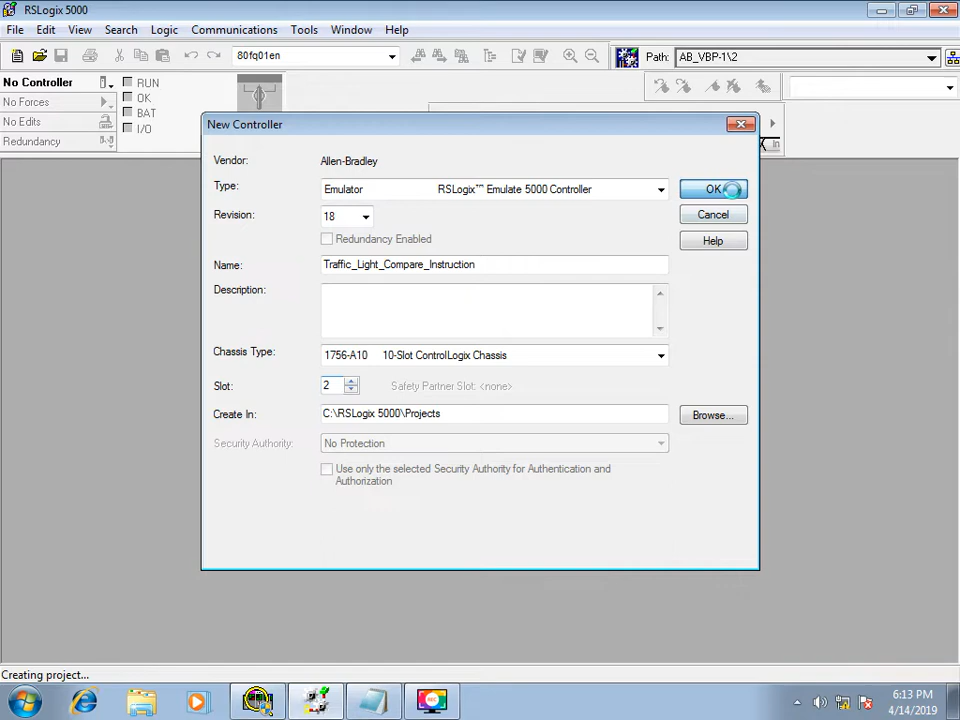 RSLogix 5000
File Edit View Search Logic Communications Tools Window Help
80fq01en Path: AB_VBP-1\2
No Controller RUN
No Forces OK
No Edits BAT
Redundancy I/O
In
New Controller
Vendor: Allen-Bradley
Type: Emulator RSLogix™ Emulate 5000 Controller OK
Revision: 18 Cancel
Redundancy Enabled Help
Name: Traffic_Light_Compare_Instruction
Description:
Chassis Type: 1756-A10 10-Slot ControlLogix Chassis
Slot: 2 Safety Partner Slot: <none>
Create In: C:\RSLogix 5000\Projects Browse...
Security Authority: No Protection
Use only the selected Security Authority for Authentication and
Authorization
Creating project...
6:13 PM
4/14/2019